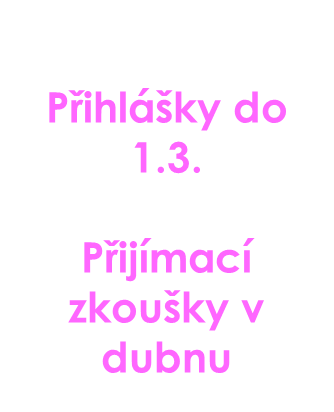 Přihlášky do
1.3.
Přijímací
zkoušky v
dubnu